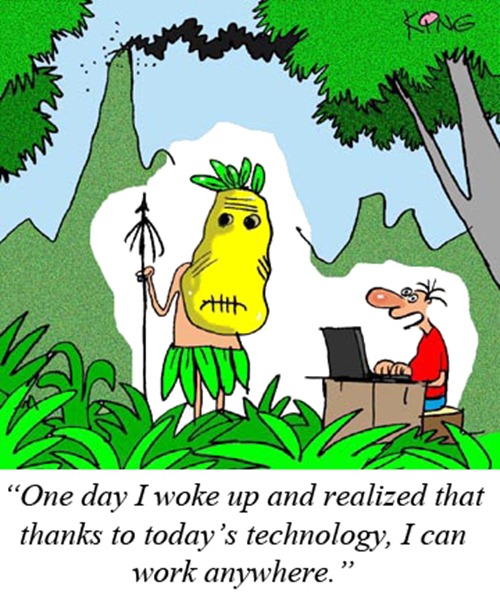 KING
“One day I woke up and realized that
thanks to today’s technology, I can
work anywhere.”